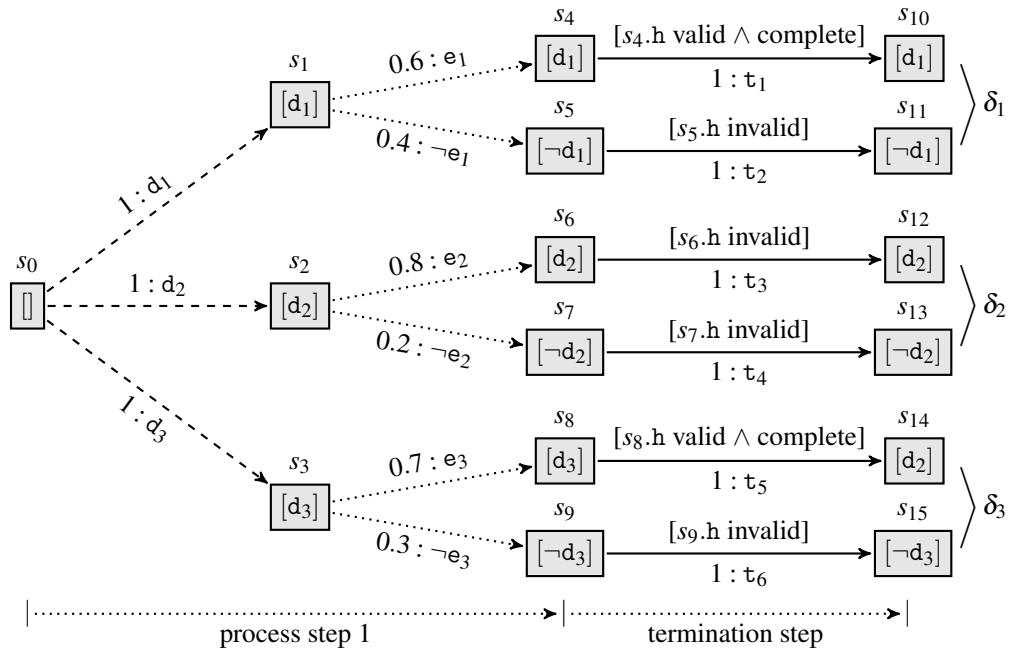 s₀
[]
1 : d₁
1 : d₂
1 : d₃
s₁
[d₁]
0.6 : e₁
0.4 : ¬e₁
s₄
[d₁]
[s₄.h valid ∧ complete]
1 : t₁
s₁₀
[d₁]
s₅
[¬d₁]
[s₅.h invalid]
1 : t₂
s₁₁
[¬d₁]
δ₁
s₂
[d₂]
0.8 : e₂
0.2 : ¬e₂
s₆
[d₂]
[s₆.h invalid]
1 : t₃
s₁₂
[d₂]
s₇
[¬d₂]
[s₇.h invalid]
1 : t₄
s₁₃
[¬d₂]
δ₂
s₃
[d₃]
0.7 : e₃
0.3 : ¬e₃
s₈
[d₃]
[s₈.h valid ∧ complete]
1 : t₅
s₁₄
[d₂]
s₉
[¬d₃]
[s₉.h invalid]
1 : t₆
s₁₅
[¬d₃]
δ₃
process step 1
termination step